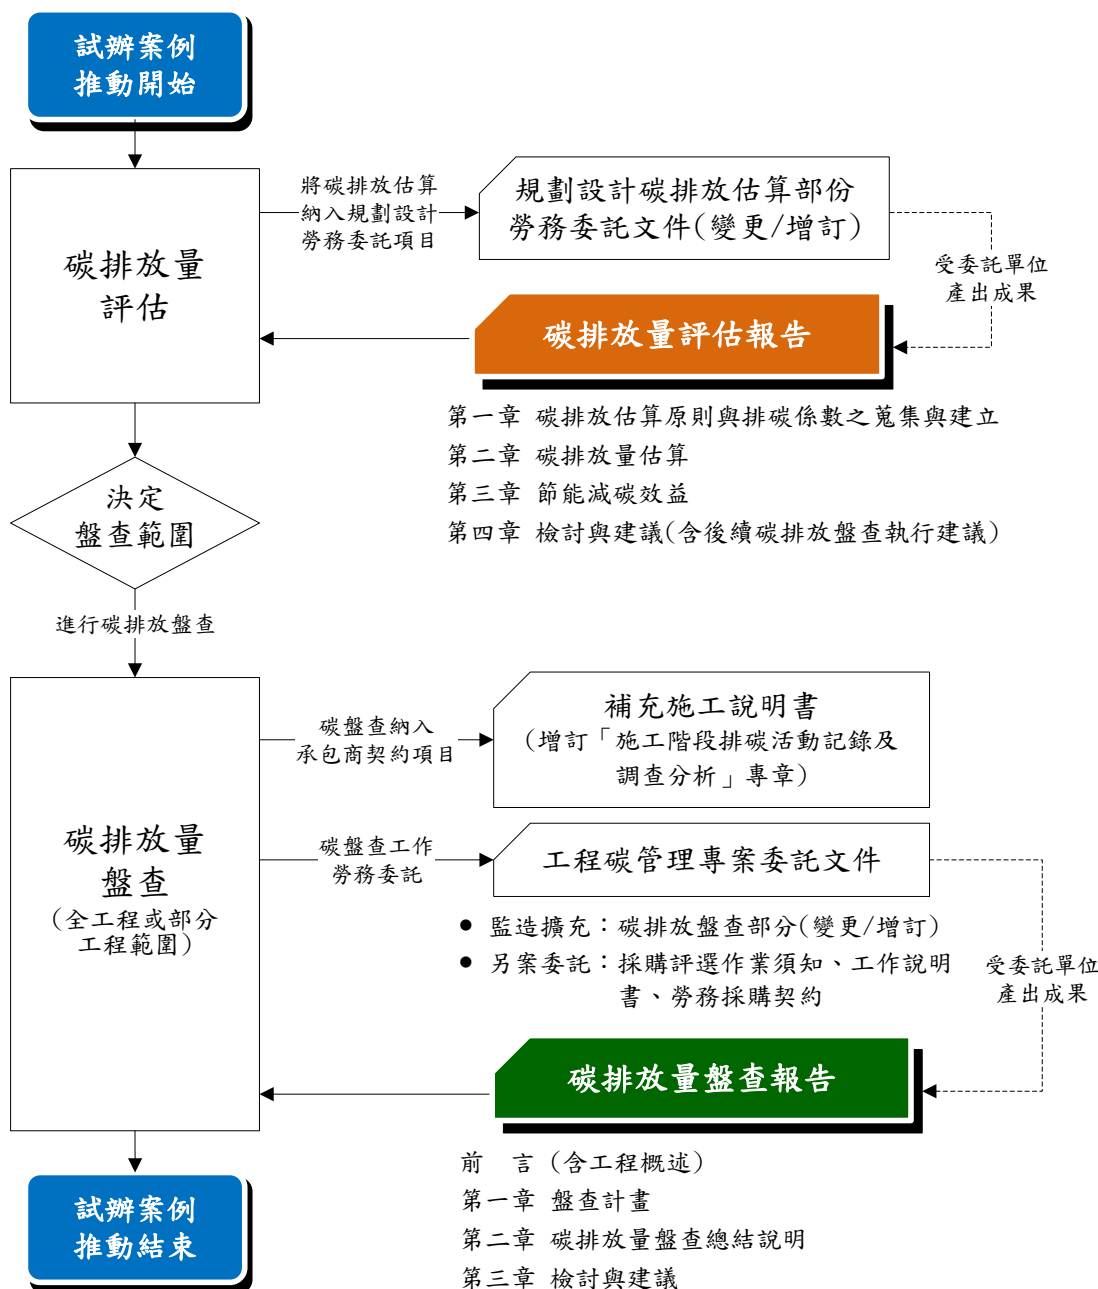 試辦案例
推動開始
碳排放量
評估
將碳排放估算
納入規劃設計
勞務委託項目
規劃設計碳排放估算部份
勞務委託文件(變更/增訂)
受委託單位
產出成果
碳排放量評估報告
第一章 碳排放估算原則與排碳係數之蒐集與建立
第二章 碳排放量估算
第三章 節能減碳效益
第四章 檢討與建議(含後續碳排放盤查執行建議)
決定
盤查範圍
進行碳排放盤查
碳排放量
盤查
(全工程或部分
工程範圍)
碳盤查納入
承包商契約項目
補充施工說明書
(增訂「施工階段排碳活動記錄及
調查分析」專章)
碳盤查工作
勞務委託
工程碳管理專案委託文件
● 監造擴充：碳排放盤查部分(變更/增訂)
● 另案委託：採購評選作業須知、工作說明
書、勞務採購契約
受委託單位
產出成果
碳排放量盤查報告
前 言 (含工程概述)
第一章 盤查計畫
第二章 碳排放量盤查總結說明
第三章 檢討與建議
試辦案例
推動結束